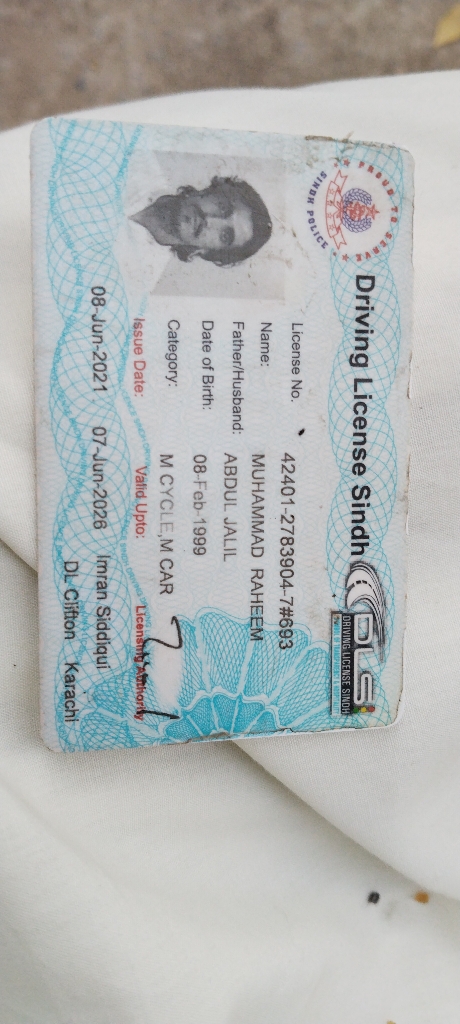 Driving License Sindh
PROUD TO SERVE
SINDH POLICE
DLS
DRIVING LICENSE SINDH
License No. 42401-2783904-7#693
Name: MUHAMMAD RAHEEM
Father/Husband: ABDUL JALIL
Date of Birth: 08-Feb-1999
Category: M CYCLE,M CAR
Issue Date: Valid Upto: Licensing Authority
08-Jun-2021 07-Jun-2026 Imran Siddiqui
DL Clifton Karachi